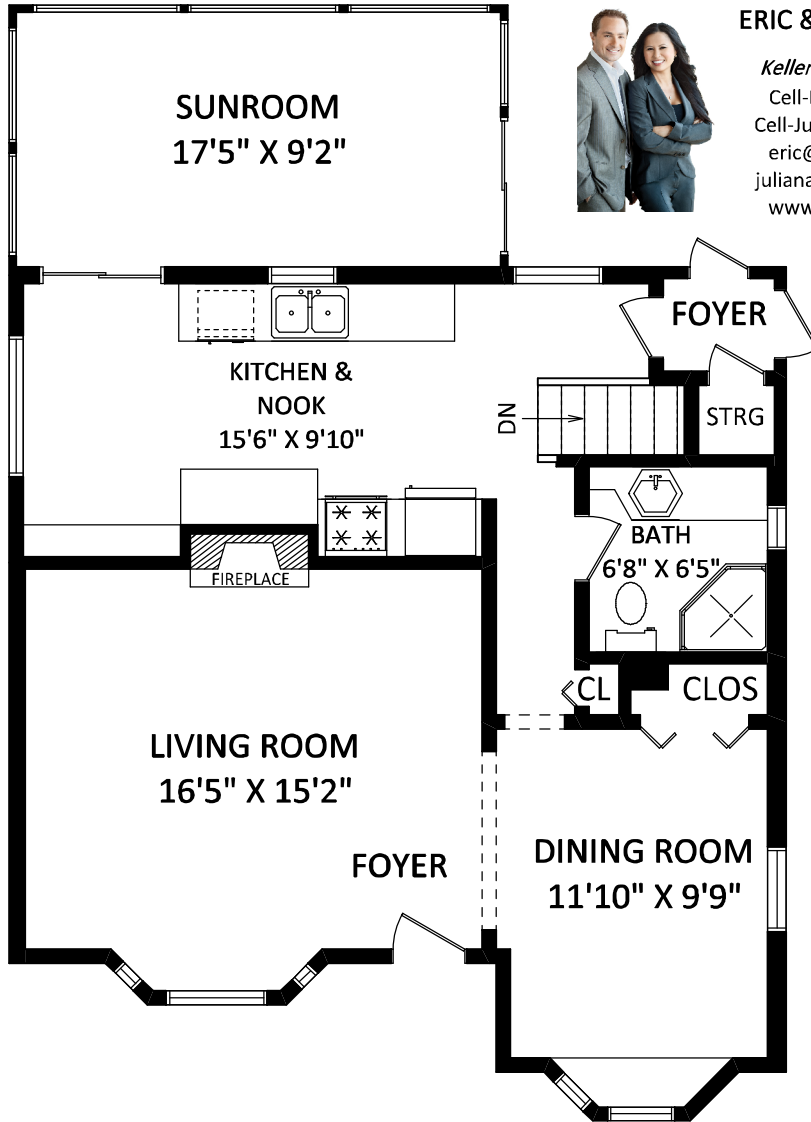 ERIC &
Keller
SUNROOM
17'5" X 9'2"
Cell-
Cell-Ju
eric@
juliana
www
FOYER
KITCHEN &
NOOK
15'6" X 9'10"
DN
STRG
BATH
6'8" X 6'5"
FIREPLACE
CL
CLOS
LIVING ROOM
16'5" X 15'2"
FOYER
DINING ROOM
11'10" X 9'9"